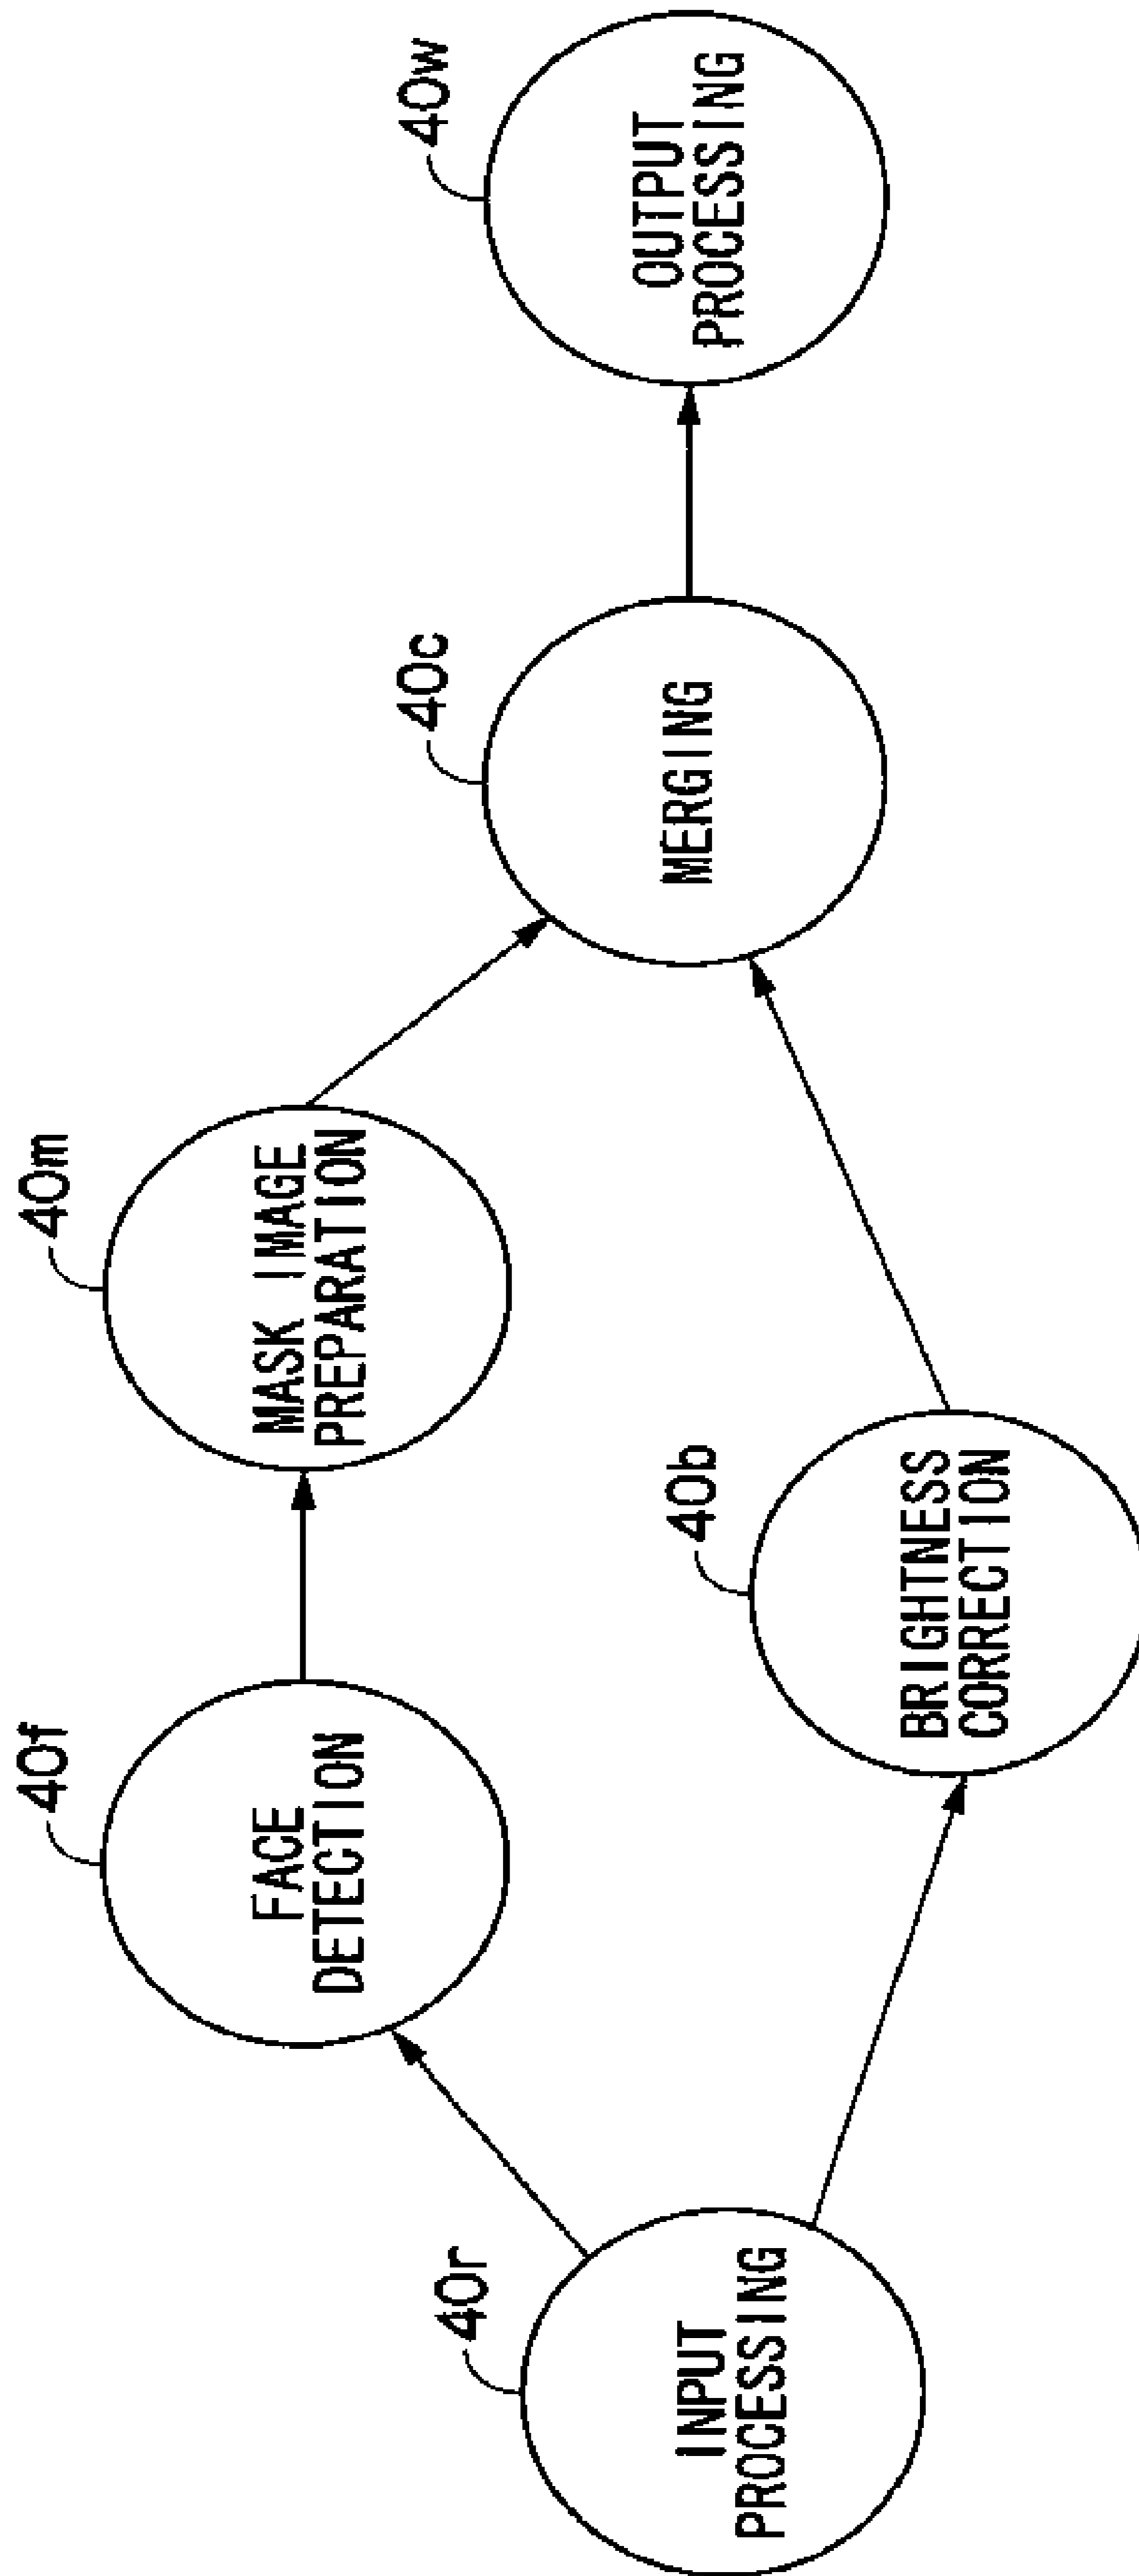 40r
INPUT
PROCESSING
40f
FACE
DETECTION
40m
MASK IMAGE
PREPARATION
40b
BRIGHTNESS
CORRECTION
40c
MERGING
40w
OUTPUT
PROCESSING